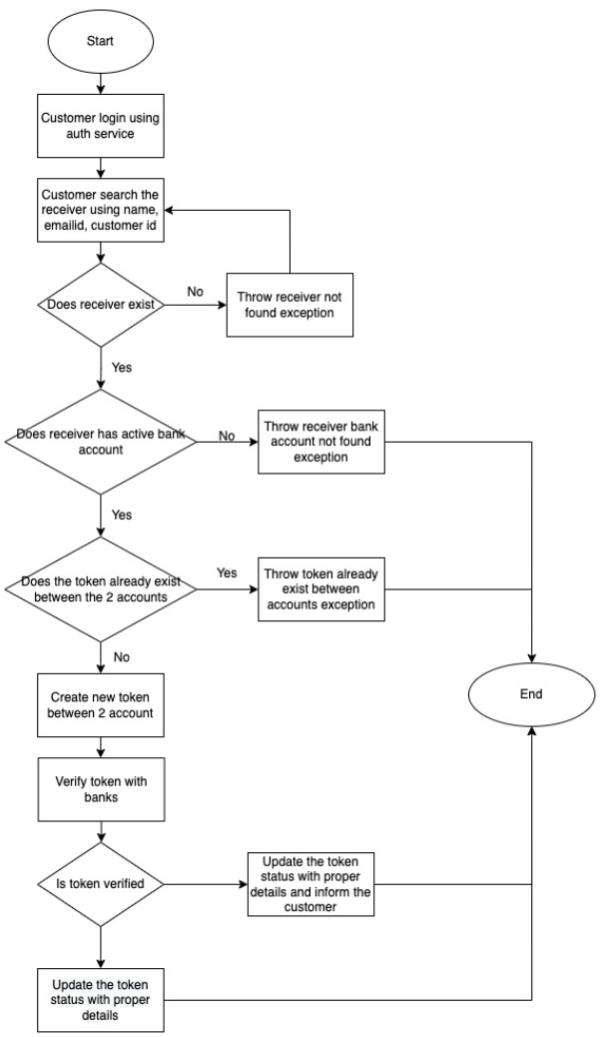 Start
Customer login using
auth service
Customer search the
receiver using name,
emailid, customer id
Does receiver exist
No
Throw receiver not
found exception
Yes
Does receiver has active bank
account
No
Throw receiver bank
account not found
exception
Yes
Does the token already exist
between the 2 accounts
Yes
Throw token already
exist between
accounts exception
No
Create new token
between 2 account
End
Verify token with
banks
Is token verified
Update the token
status with proper
details and inform the
customer
Update the token
status with proper
details